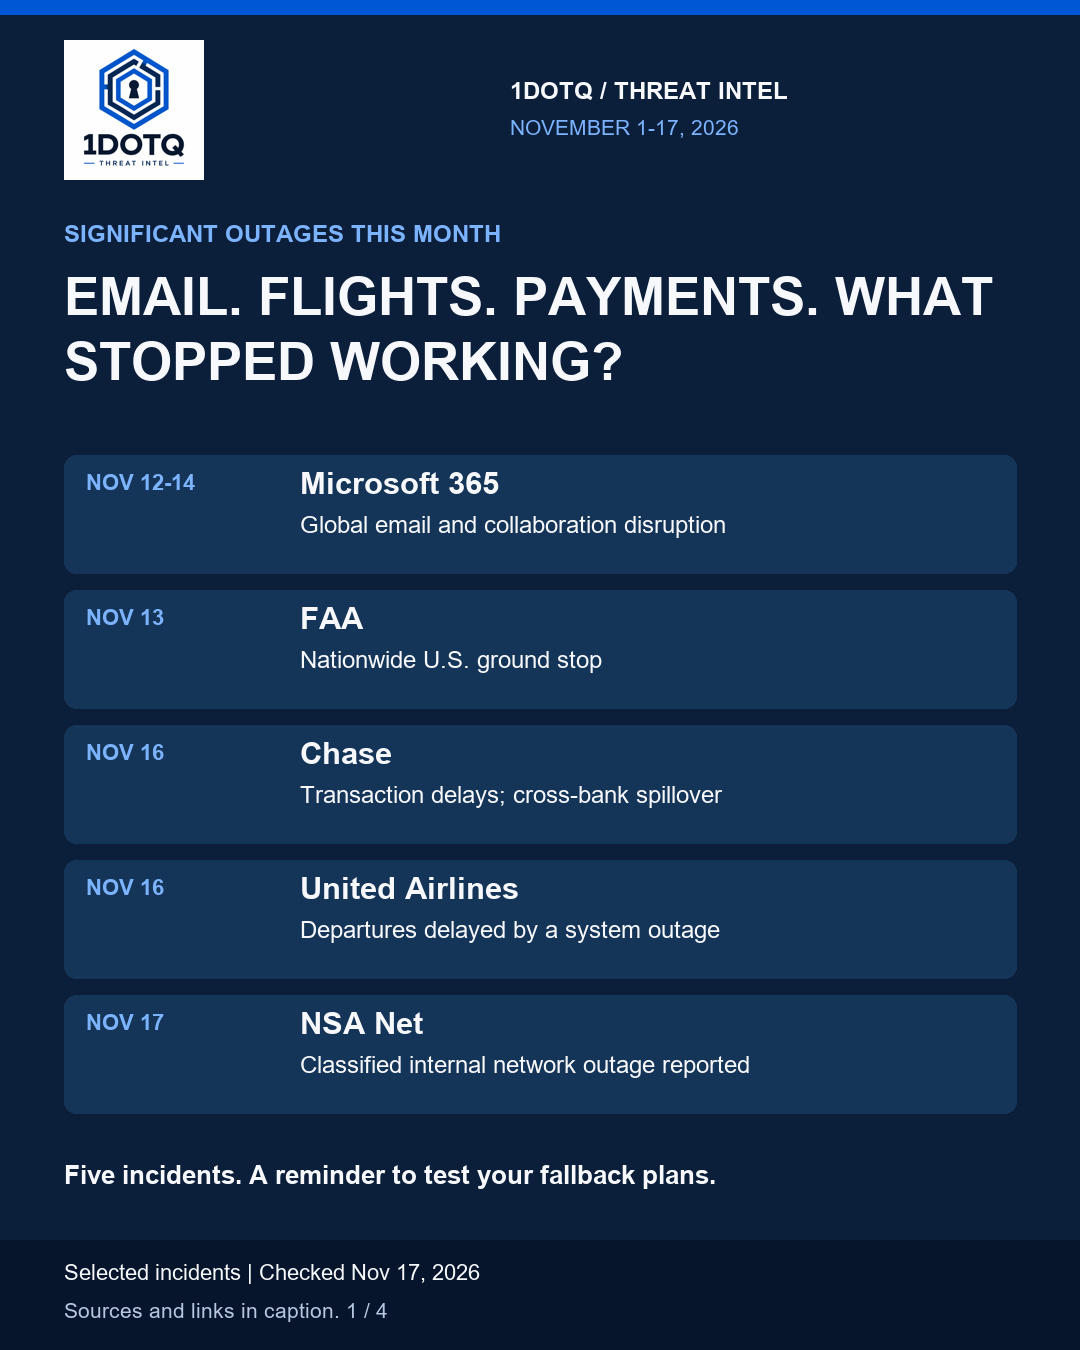 1DOTQ
THREAT INTEL
1DOTQ / THREAT INTEL
NOVEMBER 1-17, 2026
SIGNIFICANT OUTAGES THIS MONTH
EMAIL. FLIGHTS. PAYMENTS. WHAT
STOPPED WORKING?
NOV 12-14
Microsoft 365
Global email and collaboration disruption
NOV 13
FAA
Nationwide U.S. ground stop
NOV 16
Chase
Transaction delays; cross-bank spillover
NOV 16
United Airlines
Departures delayed by a system outage
NOV 17
NSA Net
Classified internal network outage reported
Five incidents. A reminder to test your fallback plans.
Selected incidents | Checked Nov 17, 2026
Sources and links in caption. 1 / 4